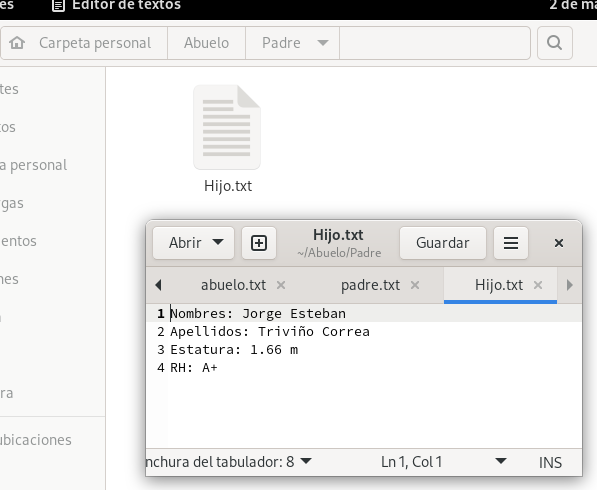 es Editor de textos 2 de ma
Carpeta personal Abuelo Padre
tes
tos
a personal
gas
entos
nes
ra
ubicaciones
Hijo.txt
Abrir Hijo.txt Guardar
~/Abuelo/Padre
abuelo.txt padre.txt Hijo.txt
1 Nombres: Jorge Esteban
2 Apellidos: Triviño Correa
3 Estatura: 1.66 m
4 RH: A+
nchura del tabulador: 8 Ln 1, Col 1 INS